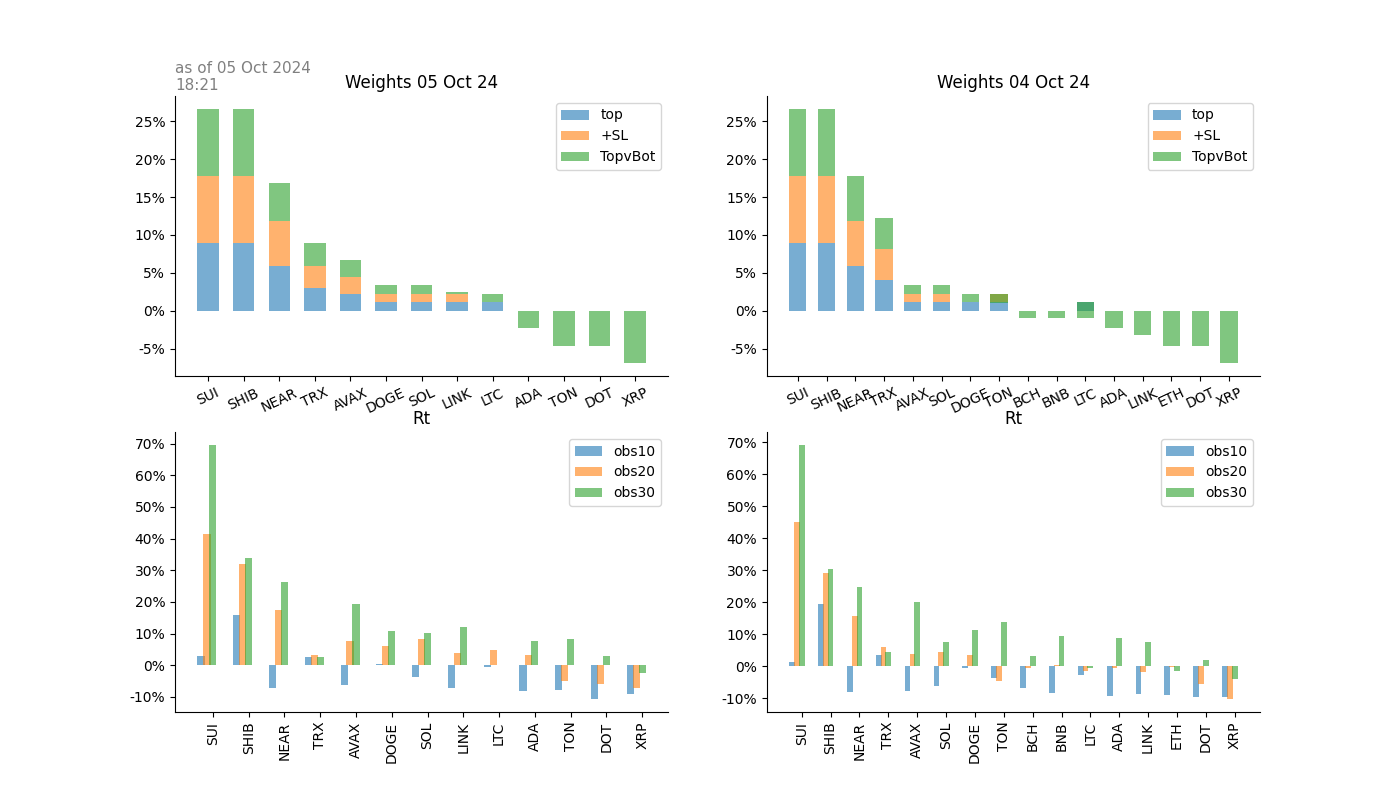 as of 05 Oct 2024
18:21
Weights 05 Oct 24
25%
20%
15%
10%
5%
0%
-5%
top
+SL
TopvBot
SUI SHIB NEAR TRX AVAX DOGE SOL LINK LTC ADA TON DOT XRP
Weights 04 Oct 24
25%
20%
15%
10%
5%
0%
-5%
top
+SL
TopvBot
SUI SHIB NEAR TRX AVAX SOL DOGE TON BCH BNB LTC ADA LINK ETH DOT XRP
Rt
70%
60%
50%
40%
30%
20%
10%
0%
-10%
obs10
obs20
obs30
SUI SHIB NEAR TRX AVAX DOGE SOL LINK LTC ADA TON DOT XRP
Rt
70%
60%
50%
40%
30%
20%
10%
0%
-10%
obs10
obs20
obs30
SUI SHIB NEAR TRX AVAX SOL DOGE TON BCH BNB LTC ADA LINK ETH DOT XRP